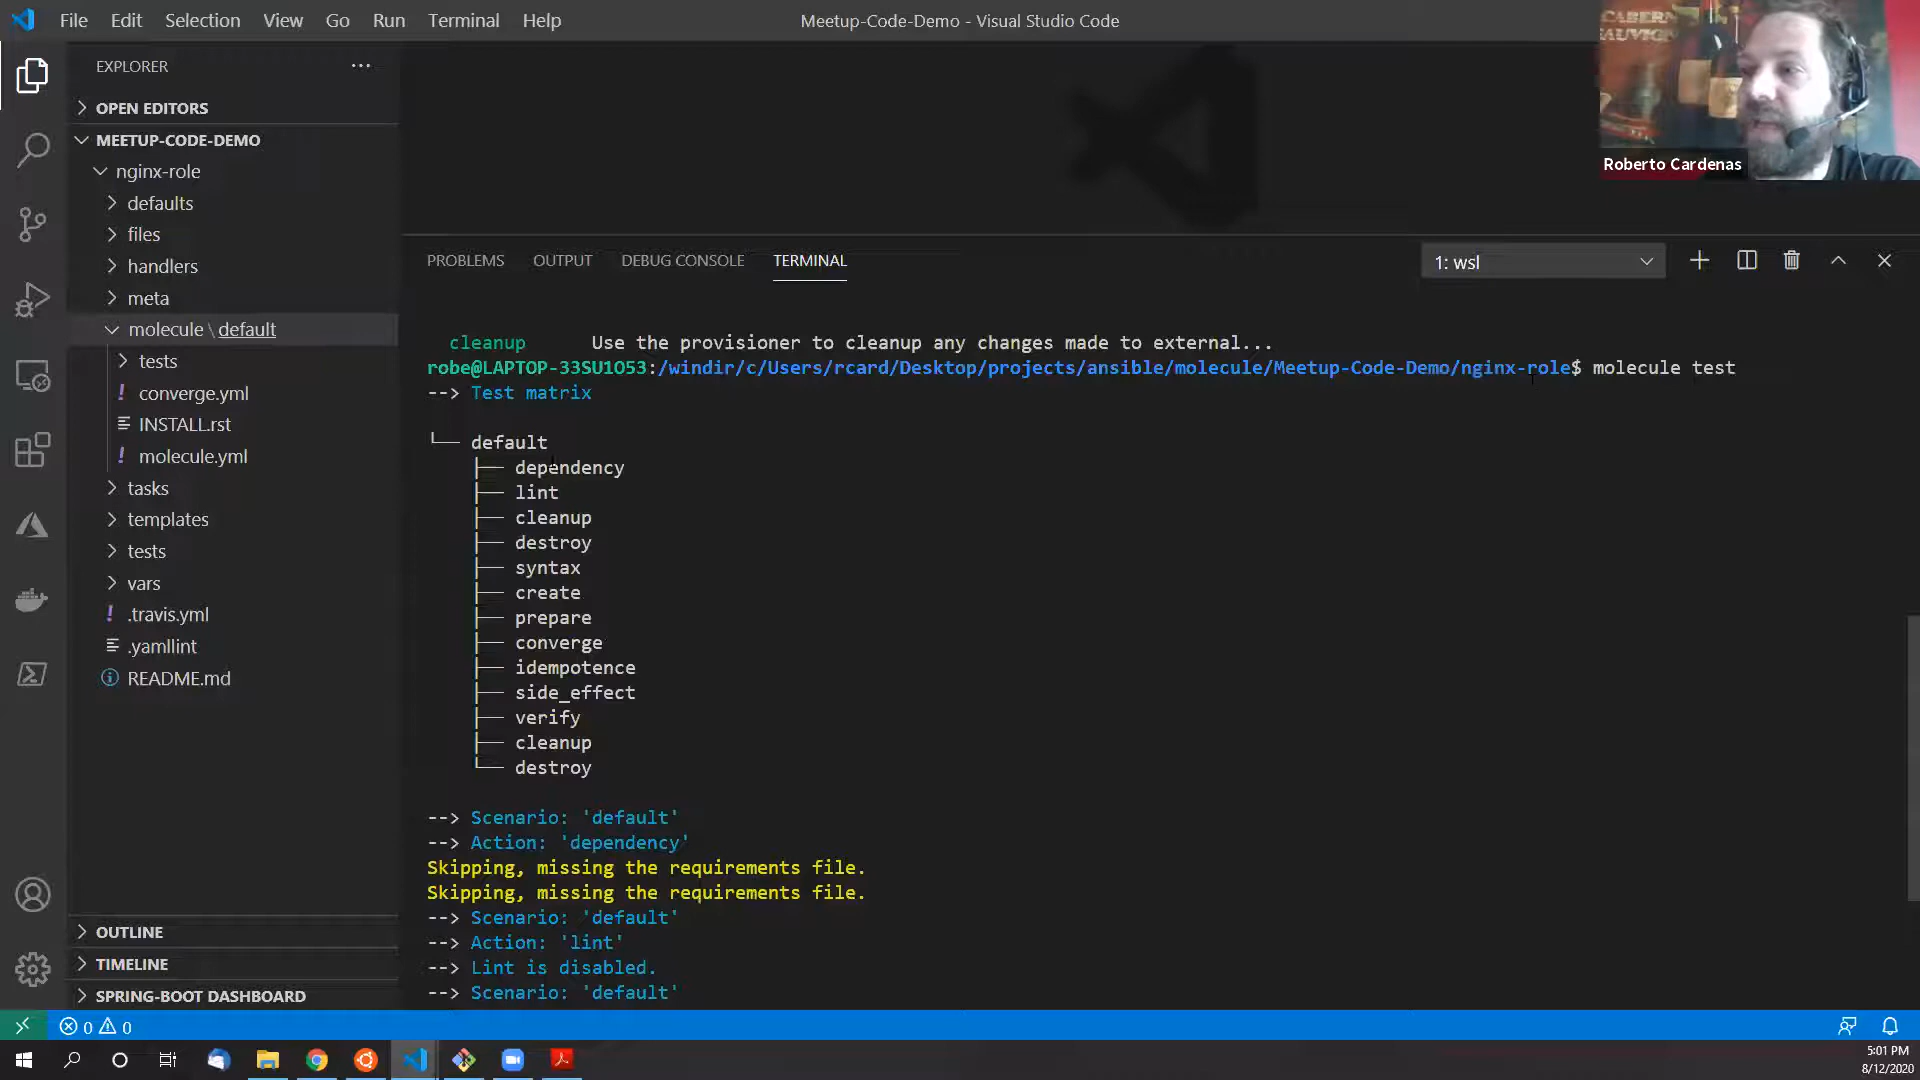 File Edit Selection View Go Run Terminal Help
Meetup-Code-Demo - Visual Studio Code
CABERN
SAUVIGN
Roberto Cardenas
EXPLORER
OPEN EDITORS
MEETUP-CODE-DEMO
nginx-role
defaults
files
handlers
meta
molecule \ default
tests
converge.yml
INSTALL.rst
molecule.yml
tasks
templates
tests
vars
.travis.yml
.yamllint
README.md
OUTLINE
TIMELINE
SPRING-BOOT DASHBOARD
PROBLEMS OUTPUT DEBUG CONSOLE TERMINAL
1: wsl
cleanup Use the provisioner to cleanup any changes made to external...
robe@LAPTOP-33SU1O53:/windir/c/Users/rcard/Desktop/projects/ansible/molecule/Meetup-Code-Demo/nginx-role$ molecule test
--> Test matrix
└── default
├── dependency
├── lint
├── cleanup
├── destroy
├── syntax
├── create
├── prepare
├── converge
├── idempotence
├── side_effect
├── verify
├── cleanup
└── destroy
--> Scenario: 'default'
--> Action: 'dependency'
Skipping, missing the requirements file.
Skipping, missing the requirements file.
--> Scenario: 'default'
--> Action: 'lint'
--> Lint is disabled.
--> Scenario: 'default'
0 0
5:01 PM
8/12/2020